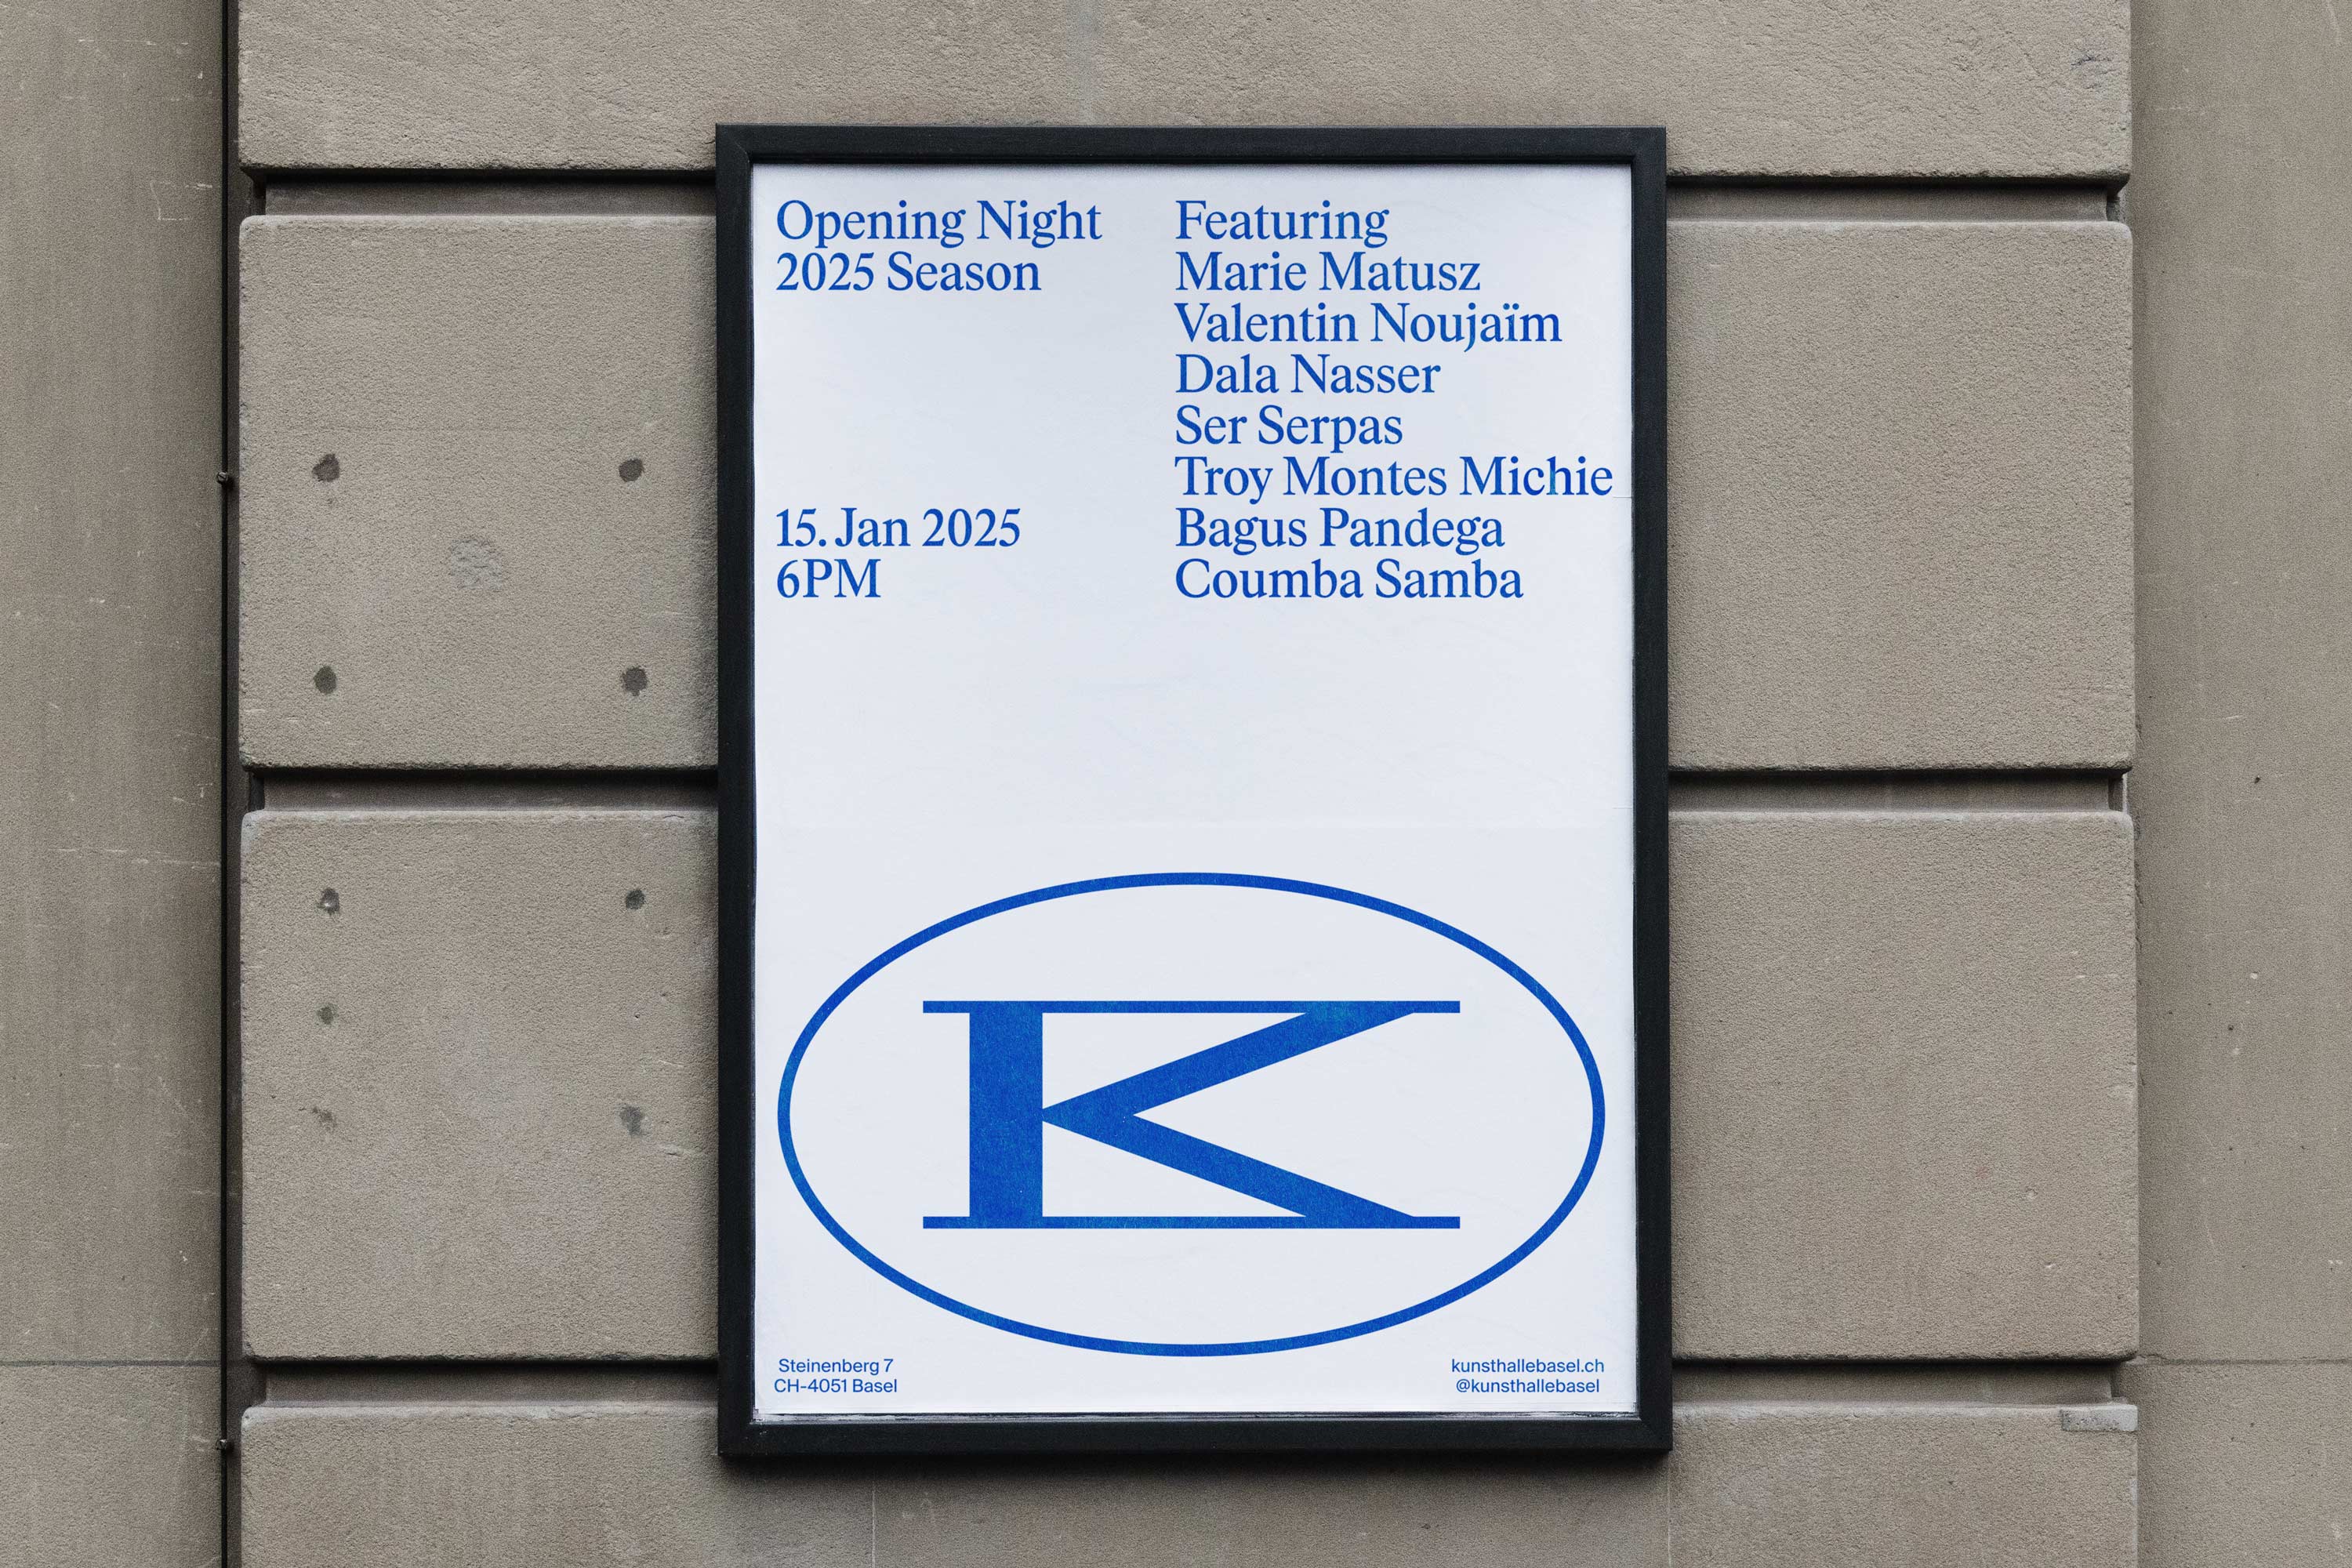 Opening Night
2025 Season
15. Jan 2025
6PM
Featuring
Marie Matusz
Valentin Noujaïm
Dala Nasser
Ser Serpas
Troy Montes Michie
Bagus Pandega
Coumba Samba
K
Steinenberg 7
CH-4051 Basel
kunsthallebasel.ch
@kunsthallebasel